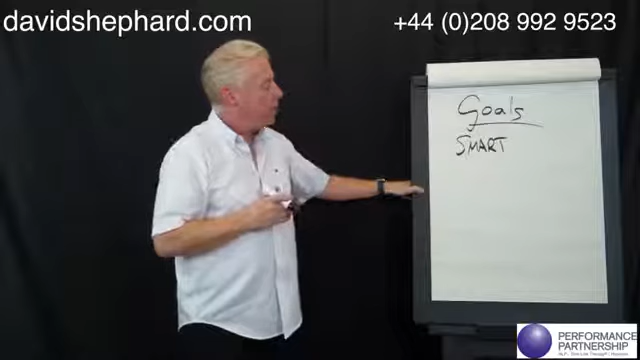 davidshephard.com
+44 (0)208 992 9523
Goals
SMART
PERFORMANCE
PARTNERSHIP